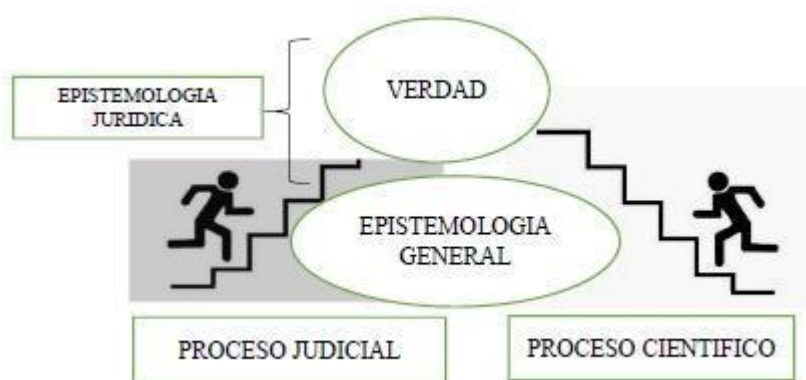 VERDAD
EPISTEMOLOGIA
JURIDICA
EPISTEMOLOGIA
GENERAL
PROCESO JUDICIAL
PROCESO CIENTIFICO